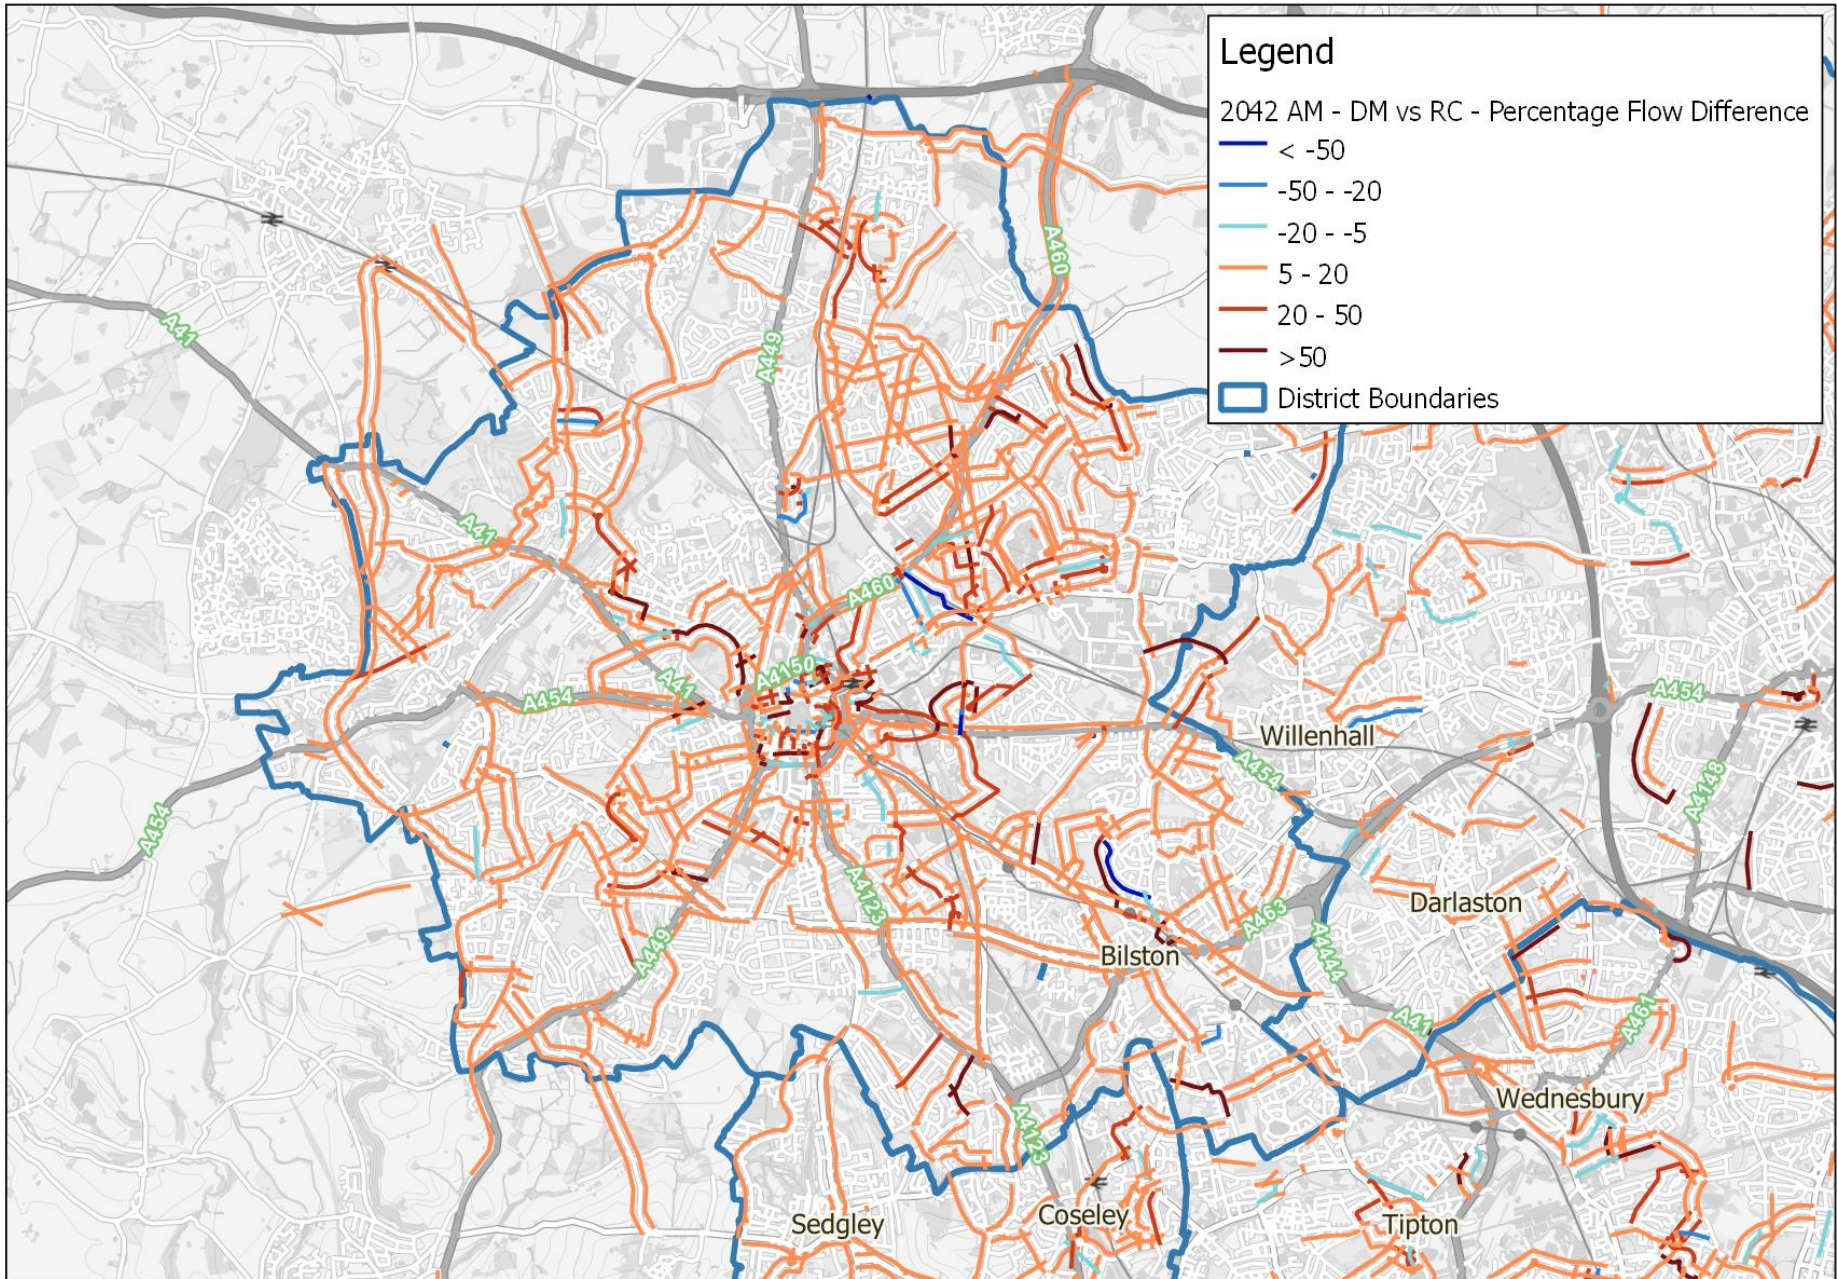 Legend
2042 AM - DM vs RC - Percentage Flow Difference
< -50
-50 - -20
-20 - -5
5 - 20
20 - 50
>50
District Boundaries
A460
A41
A449
A41
A460
A4150
A41
A454
A454
Willenhall
A454
A4148
A454
A4123
A449
Darlaston
A463
Bilston
A4444
A41
A461
Wednesbury
A4123
Sedgley
Coseley
Tipton